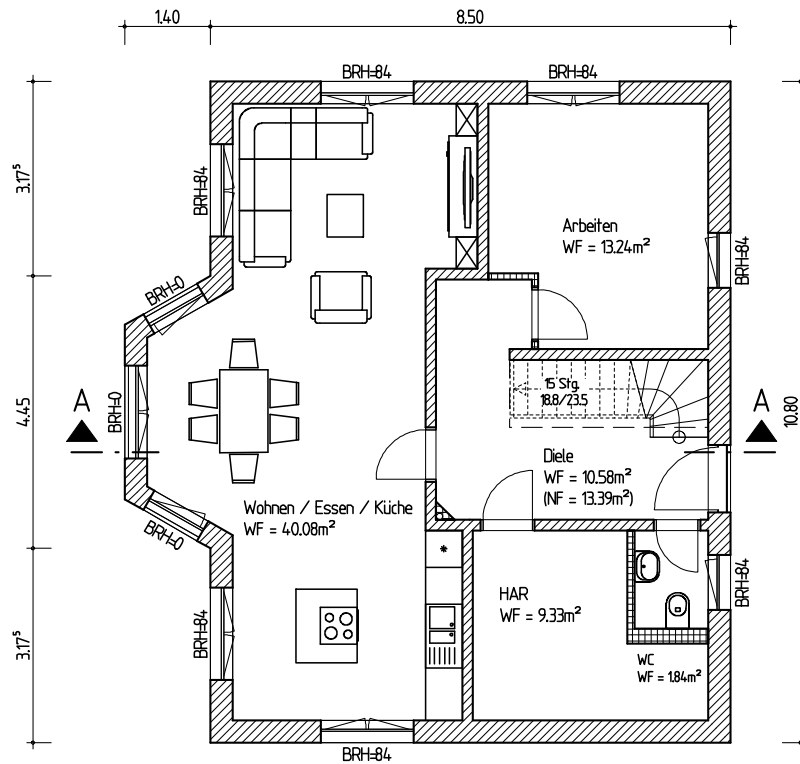 1.40
8.50
BRH=84
BRH=84
3.17⁵
BRH=84
Arbeiten
WF = 13.24m²
BRH=84
BRH=0
15 Stg.
18.8/23.5
A
A
BRH=0
4.45
10.80
Diele
WF = 10.58m²
(NF = 13.39m²)
Wohnen / Essen / Küche
WF = 40.08m²
BRH=0
HAR
WF = 9.33m²
BRH=84
BRH=84
3.17⁵
WC
WF = 1.84m²
BRH=84